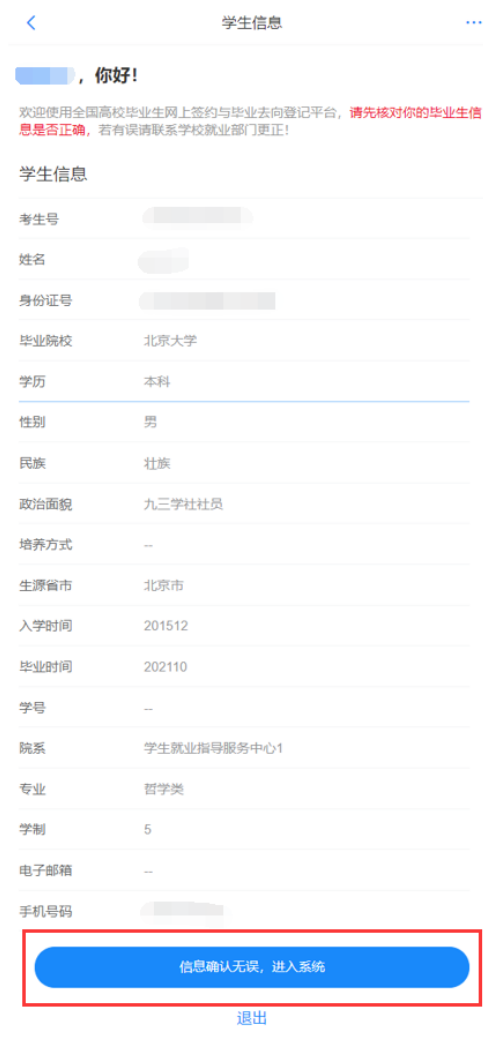 学生信息
，你好！
欢迎使用全国高校毕业生网上签约与毕业去向登记平台，请先核对你的毕业生信
息是否正确，若有误请联系学校就业部门更正！
学生信息
考生号
姓名
身份证号
毕业院校 北京大学
学历 本科
性别 男
民族 壮族
政治面貌 九三学社社员
培养方式 --
生源省市 北京市
入学时间 201512
毕业时间 202110
学号 --
院系 学生就业指导服务中心1
专业 哲学类
学制 5
电子邮箱 --
手机号码
信息确认无误，进入系统
退出